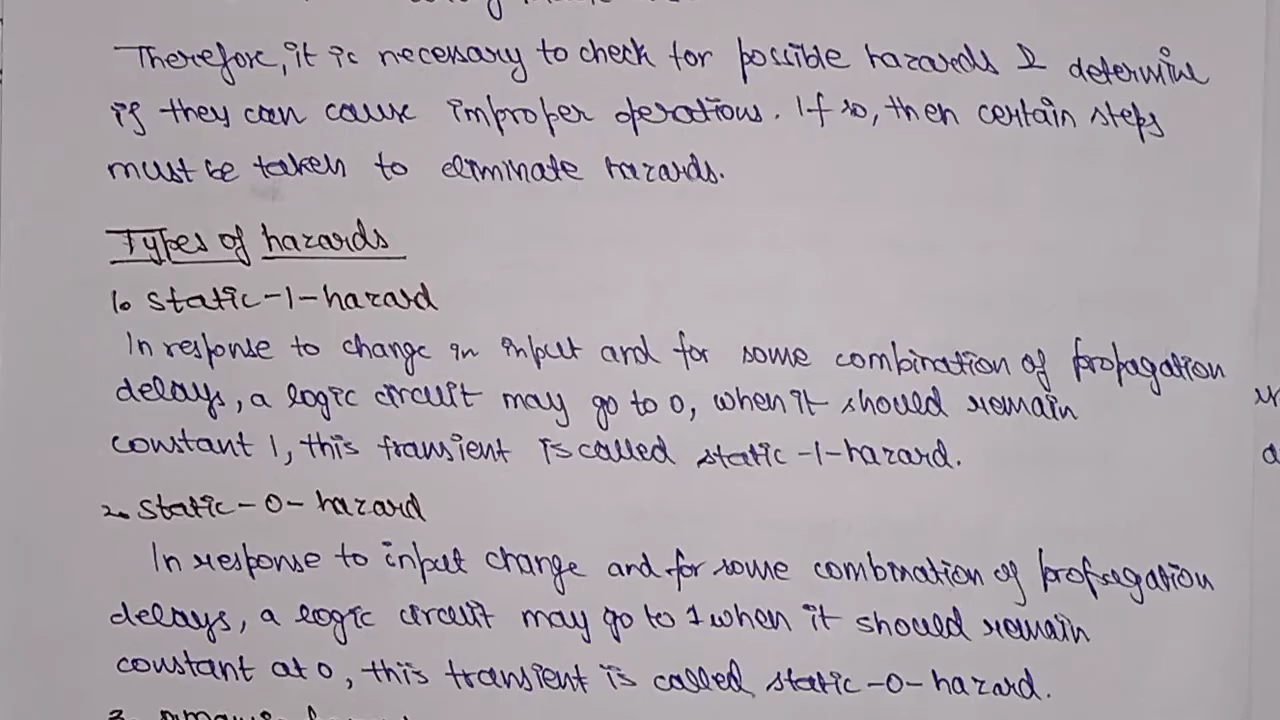 Therefore, it is necessary to check for possible hazards & determine
if they can cause improper operations. If so, then certain steps
must be taken to eliminate hazards.
Types of hazards
1. static-1-hazard
In response to change in input and for some combination of propagation
delays, a logic circuit may go to 0, when it should remain
constant 1, this transient is called static-1-hazard.
2. static-0-hazard
In response to input change and for some combination of propagation
delays, a logic circuit may go to 1 when it should remain
constant at 0, this transient is called static-0-hazard.